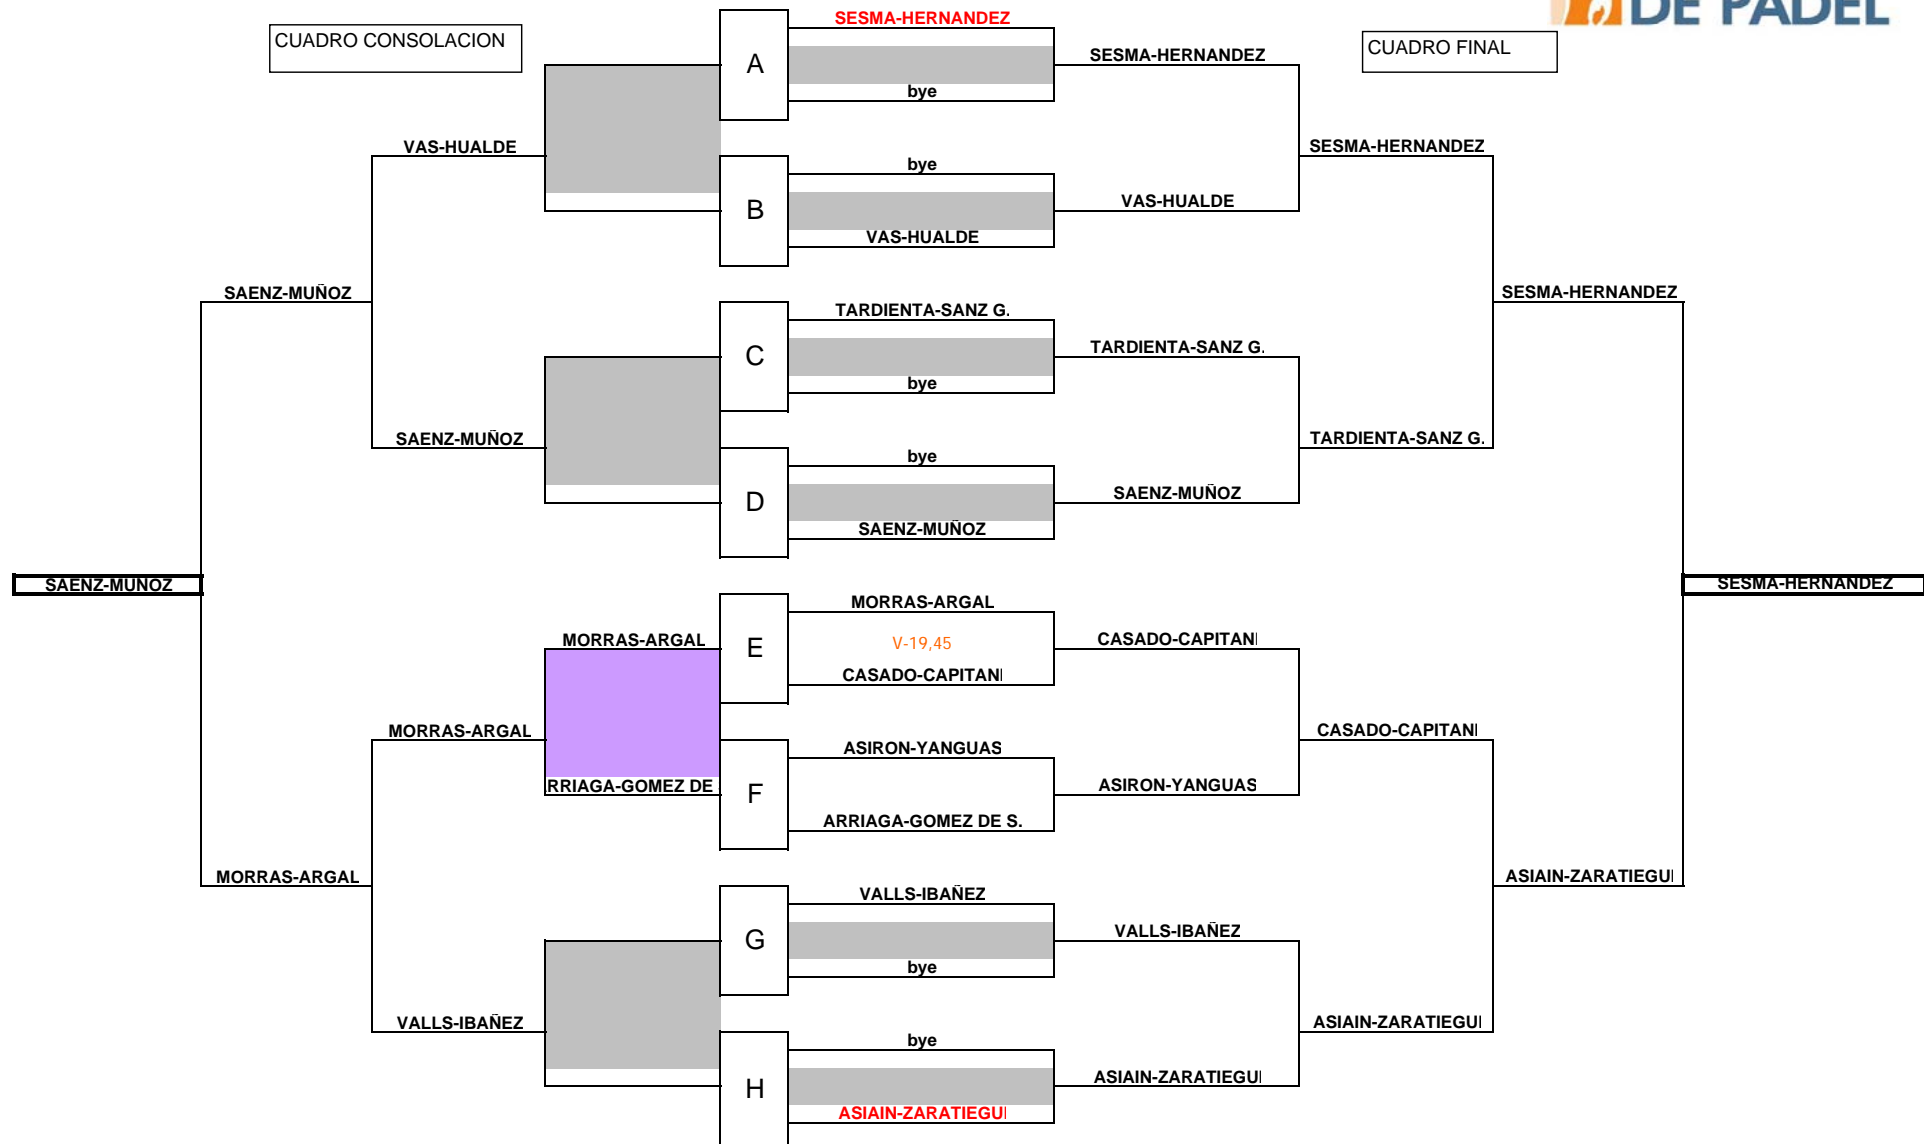 DE PADEL
CUADRO CONSOLACION
CUADRO FINAL
A
SESMA-HERNANDEZ
bye
SESMA-HERNANDEZ
VAS-HUALDE
SESMA-HERNANDEZ
B
bye
VAS-HUALDE
VAS-HUALDE
SAENZ-MUÑOZ
SESMA-HERNANDEZ
C
TARDIENTA-SANZ G.
bye
TARDIENTA-SANZ G.
SAENZ-MUÑOZ
TARDIENTA-SANZ G.
D
bye
SAENZ-MUÑOZ
SAENZ-MUÑOZ
SAENZ-MUÑOZ
SESMA-HERNANDEZ
MORRAS-ARGAL
E
MORRAS-ARGAL
V-19,45
CASADO-CAPITANI
CASADO-CAPITANI
MORRAS-ARGAL
CASADO-CAPITANI
RRIAGA-GOMEZ DE
F
ASIRON-YANGUAS
ARRIAGA-GOMEZ DE S.
ASIRON-YANGUAS
MORRAS-ARGAL
ASIAIN-ZARATIEGUI
G
VALLS-IBAÑEZ
bye
VALLS-IBAÑEZ
VALLS-IBAÑEZ
ASIAIN-ZARATIEGUI
H
bye
ASIAIN-ZARATIEGUI
ASIAIN-ZARATIEGUI